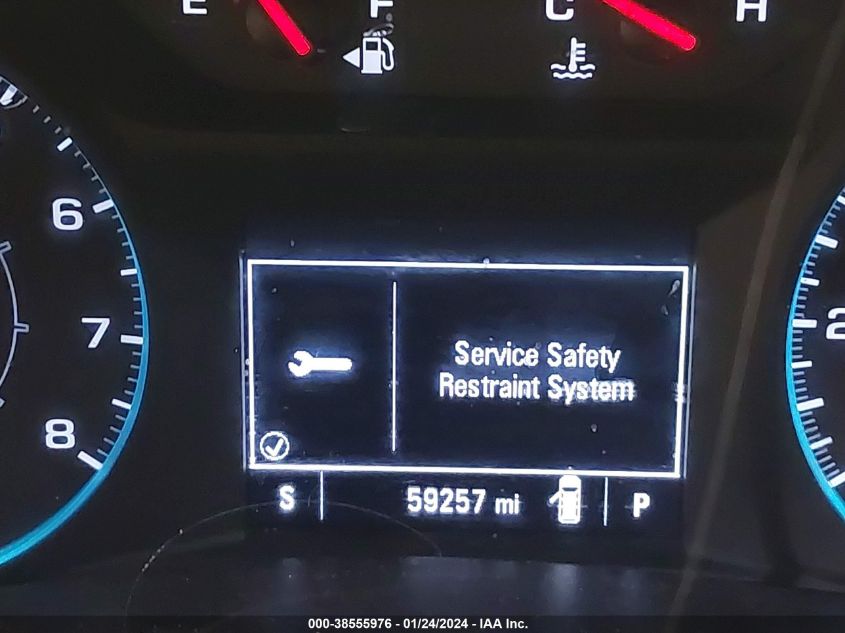 E F C H
6
7
8
2
Service Safety
Restraint System
S 59257 mi P
000-38555976 - 01/24/2024 - IAA Inc.